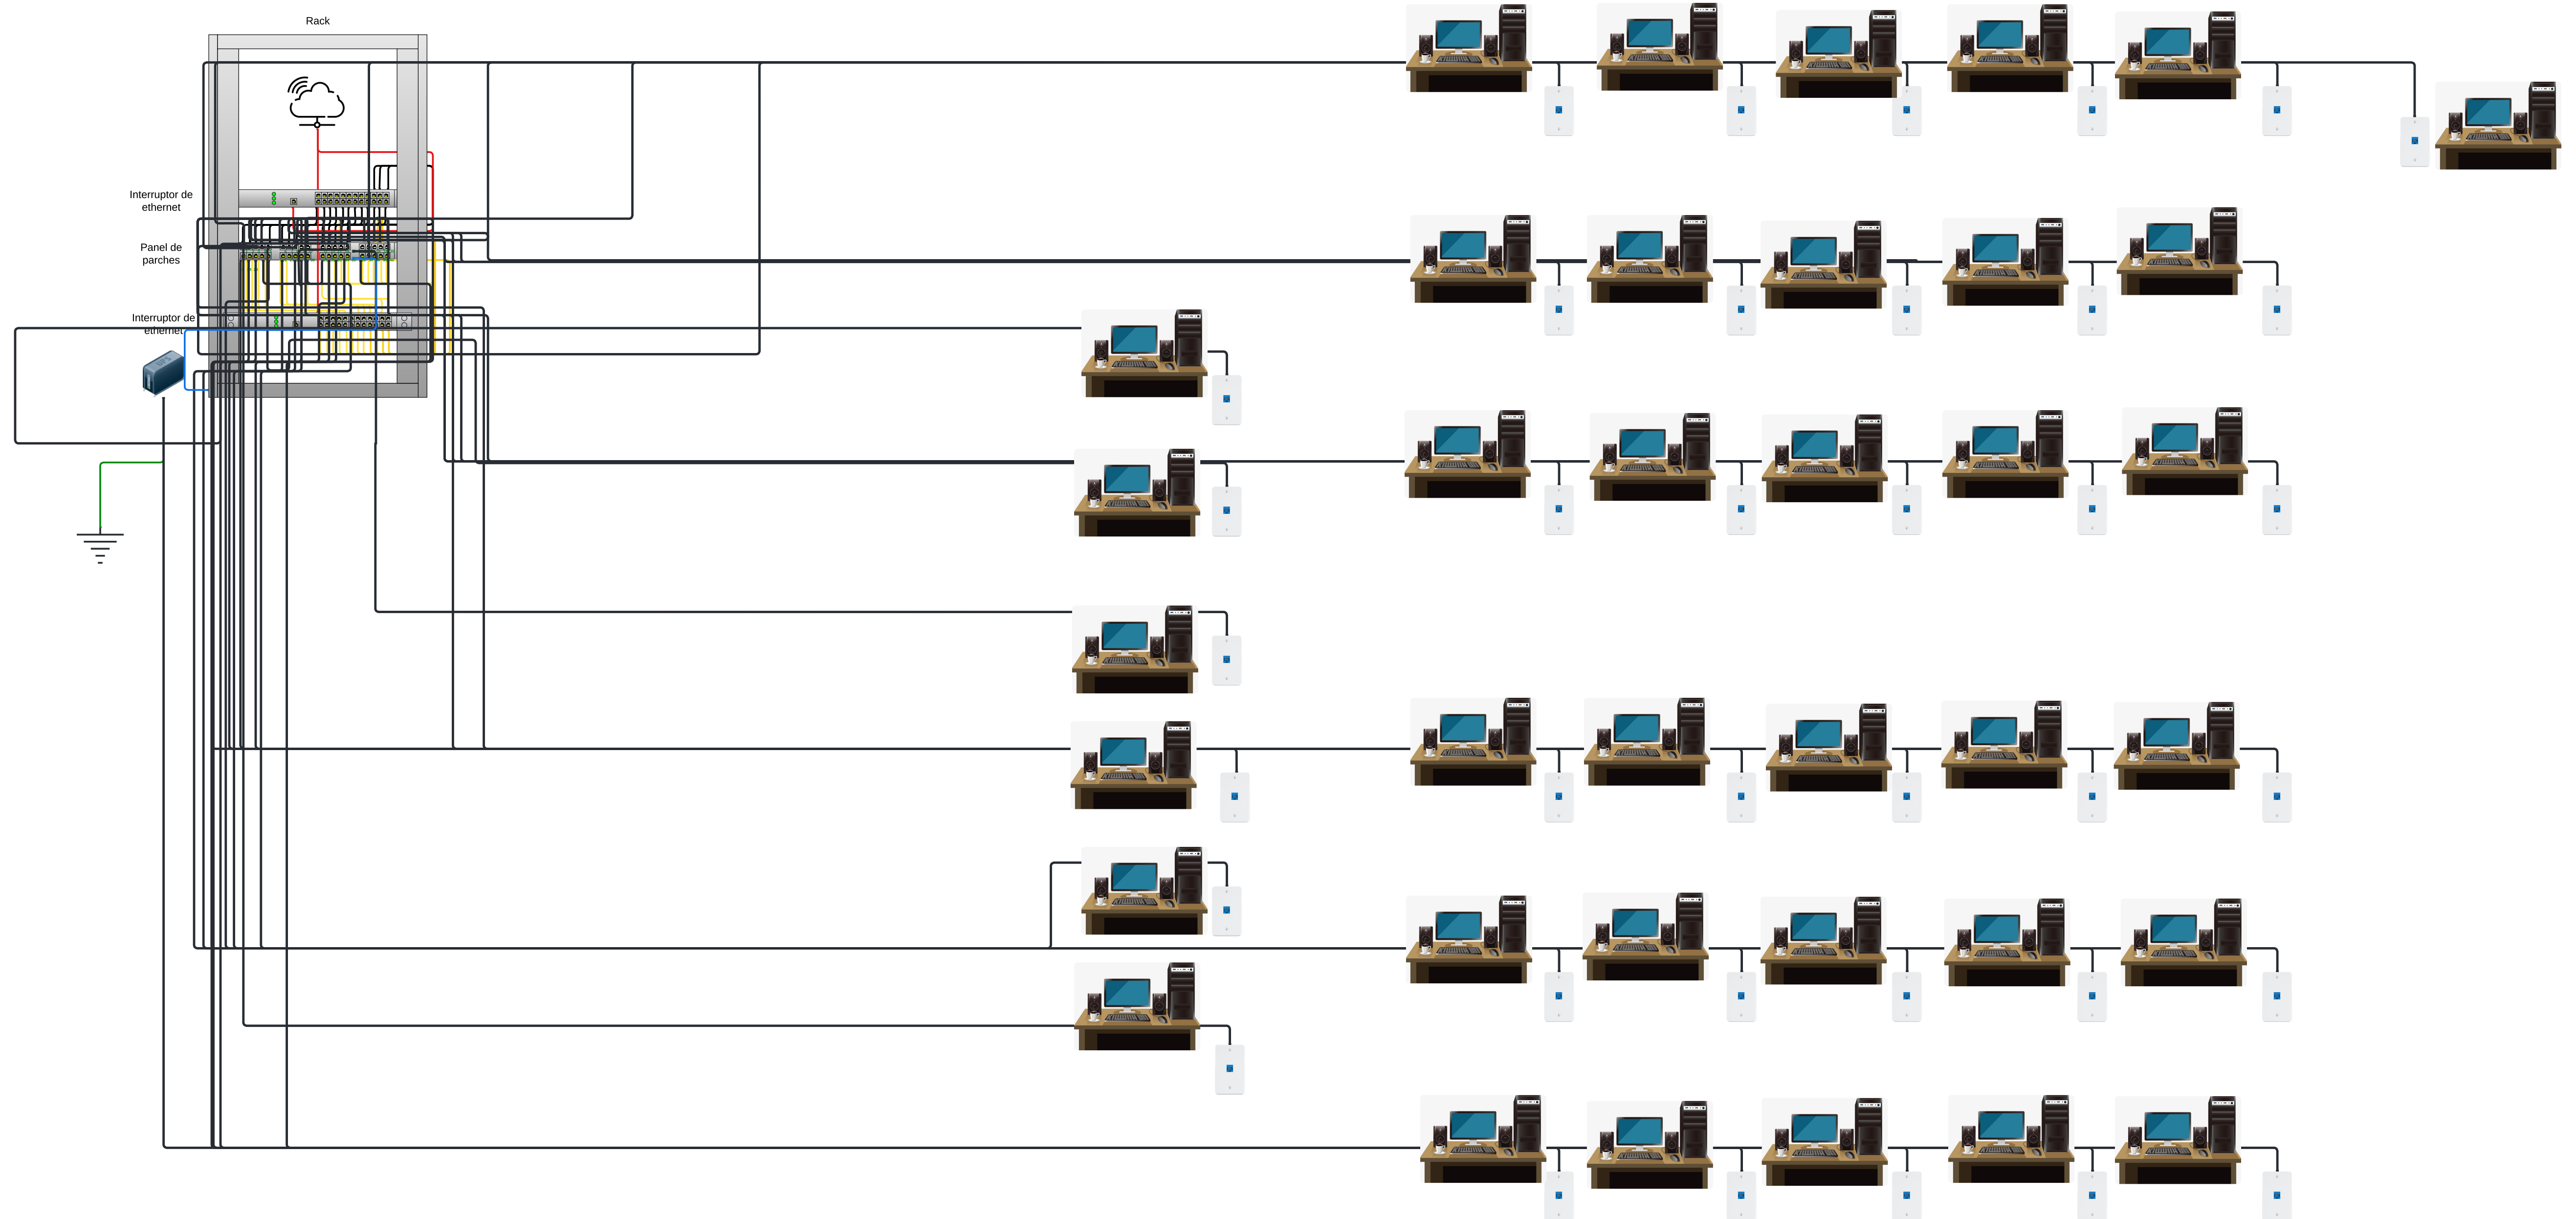 Rack
Interruptor de
ethernet
Panel de
parches
Interruptor de
ethernet